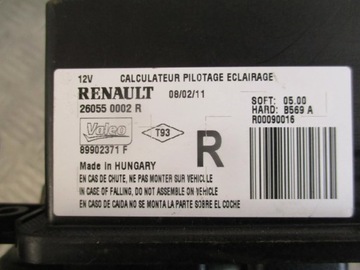 12V CALCULATEUR PILOTAGE ECLAIRAGE
RENAULT 08/02/11
26055 0002 R
SOFT: 05.00
HARD: B569 A
R00090016
Valeo
T93
R
89902371 F
Made in HUNGARY
EN CAS DE CHUTE, NE PAS MONTER SUR VEHICULE
IN CASE OF FALLING, DO NOT ASSEMBLE ON VEHICLE
EN CASO DE CAIDA NO SE MONTA LA PARTE SOBRE EL COCHE